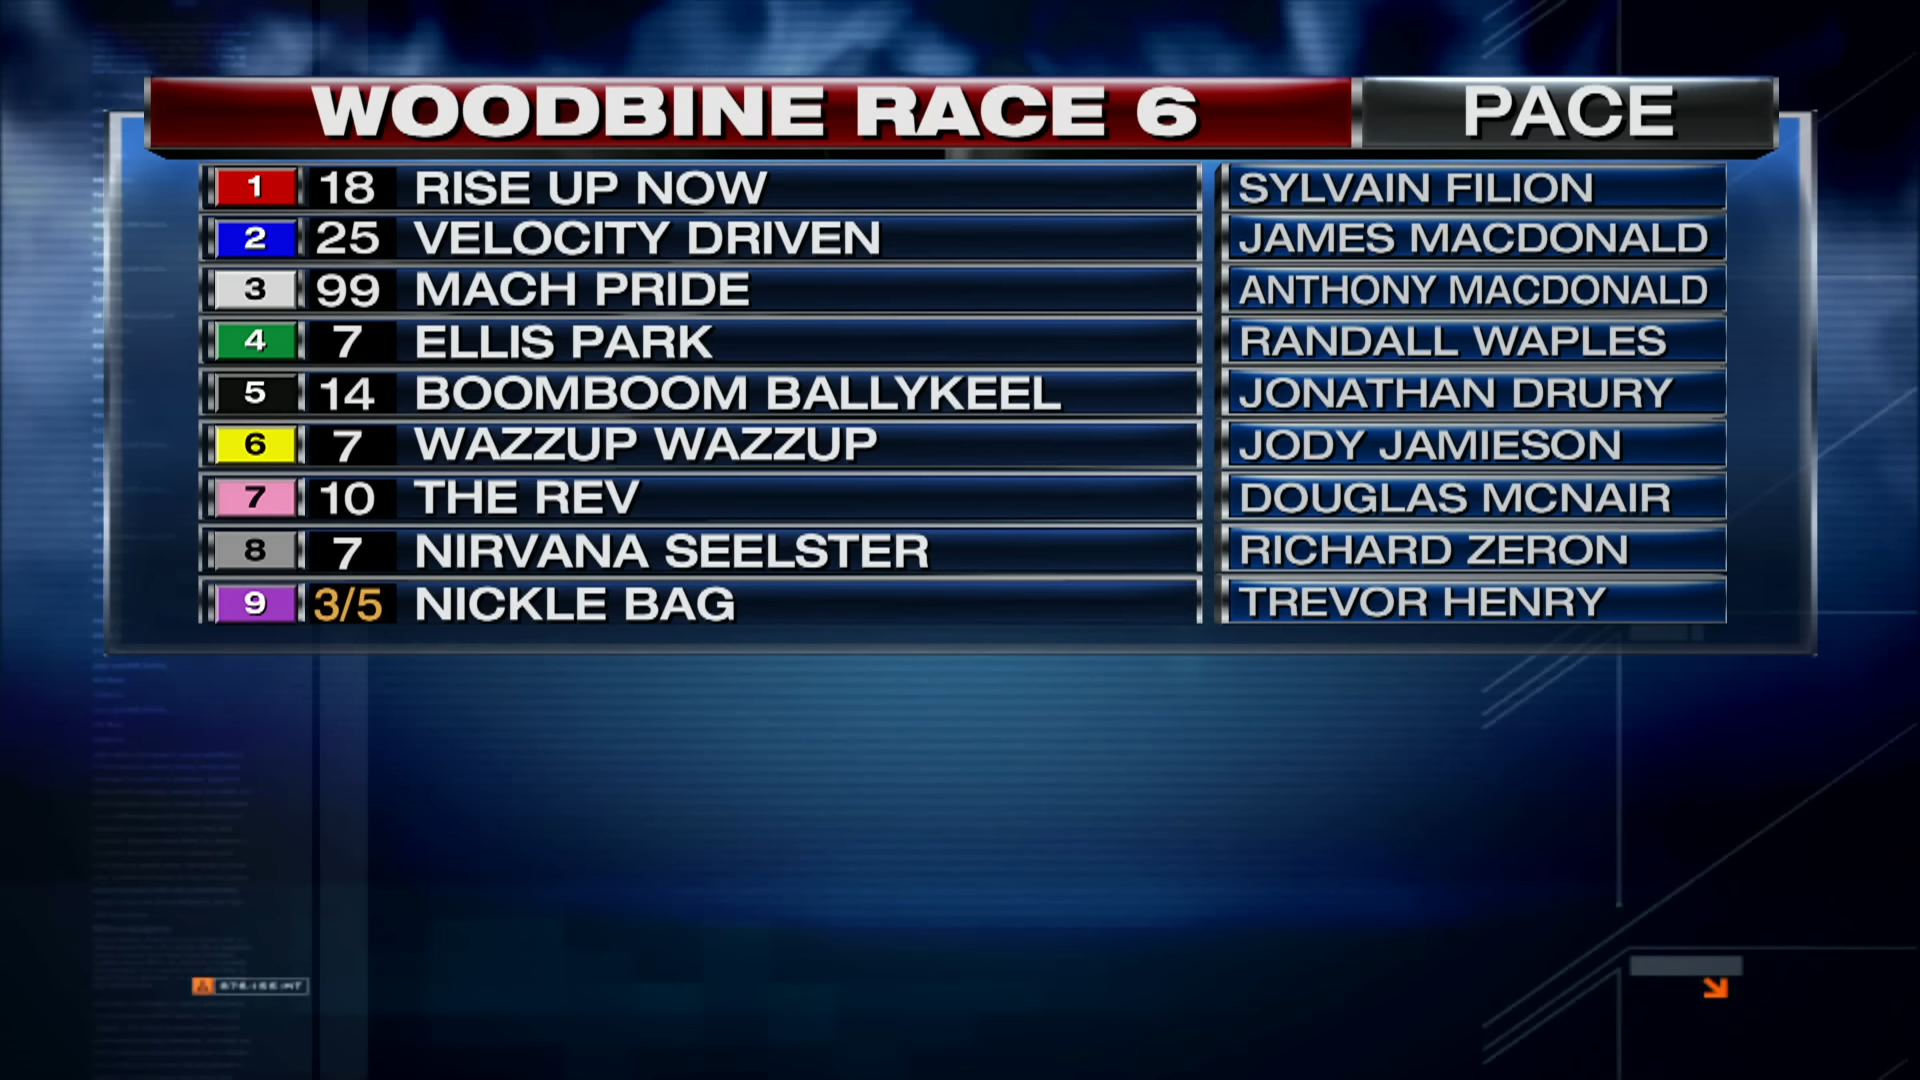 WOODBINE RACE 6 PACE
1 18 RISE UP NOW SYLVAIN FILION
2 25 VELOCITY DRIVEN JAMES MACDONALD
3 99 MACH PRIDE ANTHONY MACDONALD
4 7 ELLIS PARK RANDALL WAPLES
5 14 BOOMBOOM BALLYKEEL JONATHAN DRURY
6 7 WAZZUP WAZZUP JODY JAMIESON
7 10 THE REV DOUGLAS MCNAIR
8 7 NIRVANA SEELSTER RICHARD ZERON
9 3/5 NICKLE BAG TREVOR HENRY